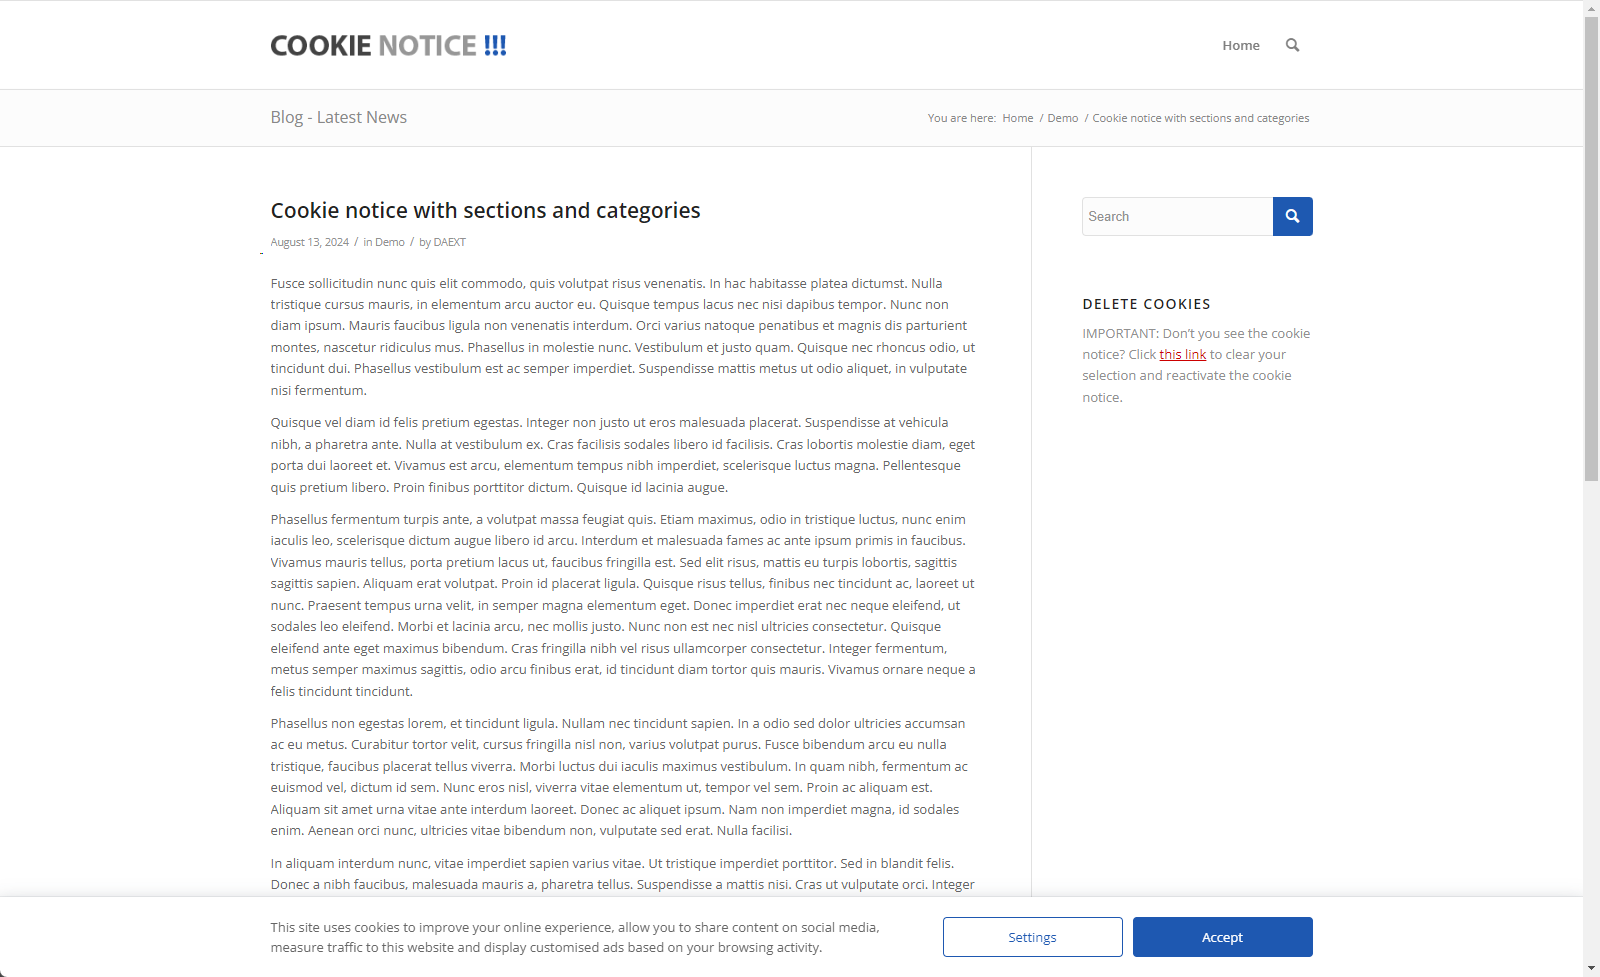 COOKIE NOTICE !!!
Home
Blog - Latest News
You are here: Home / Demo / Cookie notice with sections and categories
Cookie notice with sections and categories
August 13, 2024 / in Demo / by DAEXT
Fusce sollicitudin nunc quis elit commodo, quis volutpat risus venenatis. In hac habitasse platea dictumst. Nulla
tristique cursus mauris, in elementum arcu auctor eu. Quisque tempus lacus nec nisi dapibus tempor. Nunc non
diam ipsum. Mauris faucibus ligula non venenatis interdum. Orci varius natoque penatibus et magnis dis parturient
montes, nascetur ridiculus mus. Phasellus in molestie nunc. Vestibulum et justo quam. Quisque nec rhoncus odio, ut
tincidunt dui. Phasellus vestibulum est ac semper imperdiet. Suspendisse mattis metus ut odio aliquet, in vulputate
nisi fermentum.
Quisque vel diam id felis pretium egestas. Integer non justo ut eros malesuada placerat. Suspendisse at vehicula
nibh, a pharetra ante. Nulla at vestibulum ex. Cras facilisis sodales libero id facilisis. Cras lobortis molestie diam, eget
porta dui laoreet et. Vivamus est arcu, elementum tempus nibh imperdiet, scelerisque luctus magna. Pellentesque
quis pretium libero. Proin finibus porttitor dictum. Quisque id lacinia augue.
Phasellus fermentum turpis ante, a volutpat massa feugiat quis. Etiam maximus, odio in tristique luctus, nunc enim
iaculis leo, scelerisque dictum augue libero id arcu. Interdum et malesuada fames ac ante ipsum primis in faucibus.
Vivamus mauris tellus, porta pretium lacus ut, faucibus fringilla est. Sed elit risus, mattis eu turpis lobortis, sagittis
sagittis sapien. Aliquam erat volutpat. Proin id placerat ligula. Quisque risus tellus, finibus nec tincidunt ac, laoreet ut
nunc. Praesent tempus urna velit, in semper magna elementum eget. Donec imperdiet erat nec neque eleifend, ut
sodales leo eleifend. Morbi et lacinia arcu, nec mollis justo. Nunc non est nec nisl ultricies consectetur. Quisque
eleifend ante eget maximus bibendum. Cras fringilla nibh vel risus ullamcorper consectetur. Integer fermentum,
metus semper maximus sagittis, odio arcu finibus erat, id tincidunt diam tortor quis mauris. Vivamus ornare neque a
felis tincidunt tincidunt.
Phasellus non egestas lorem, et tincidunt ligula. Nullam nec tincidunt sapien. In a odio sed dolor ultricies accumsan
ac eu metus. Curabitur tortor velit, cursus fringilla nisl non, varius volutpat purus. Fusce bibendum arcu eu nulla
tristique, faucibus placerat tellus viverra. Morbi luctus dui iaculis maximus vestibulum. In quam nibh, fermentum ac
euismod vel, dictum id sem. Nunc eros nisl, viverra vitae elementum ut, tempor vel sem. Proin ac aliquam est.
Aliquam sit amet urna vitae ante interdum laoreet. Donec ac aliquet ipsum. Nam non imperdiet magna, id sodales
enim. Aenean orci nunc, ultricies vitae bibendum non, vulputate sed erat. Nulla facilisi.
In aliquam interdum nunc, vitae imperdiet sapien varius vitae. Ut tristique imperdiet porttitor. Sed in blandit felis.
Donec a nibh faucibus, malesuada mauris a, pharetra tellus. Suspendisse a mattis nisi. Cras ut vulputate orci. Integer
Search
DELETE COOKIES
IMPORTANT: Don’t you see the cookie
notice? Click this link to clear your
selection and reactivate the cookie
notice.
This site uses cookies to improve your online experience, allow you to share content on social media,
measure traffic to this website and display customised ads based on your browsing activity.
Settings
Accept